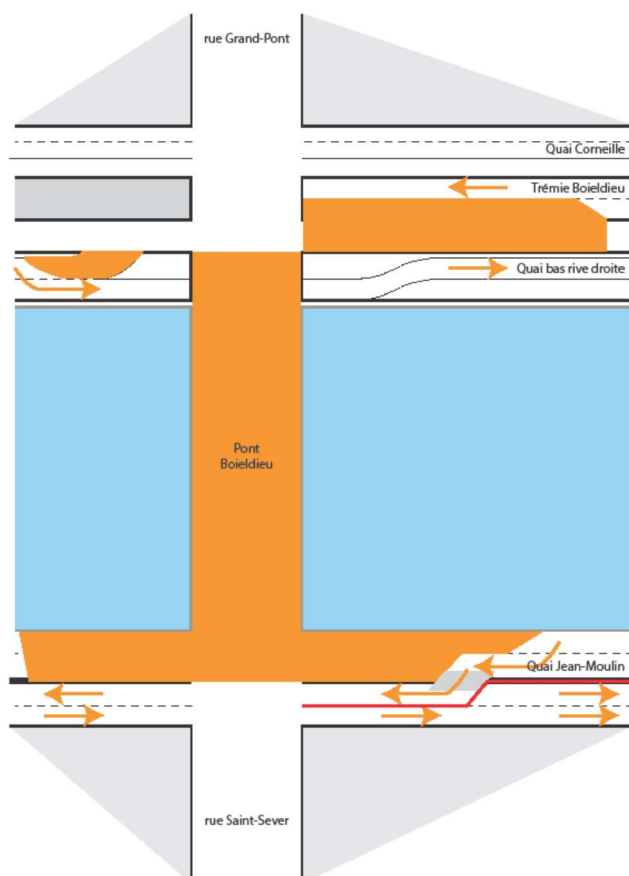 rue Grand-Pont
Quai Corneille
Trémie Boieldieu
Quai bas rive droite
Pont
Boieldieu
Quai Jean-Moulin
rue Saint-Sever